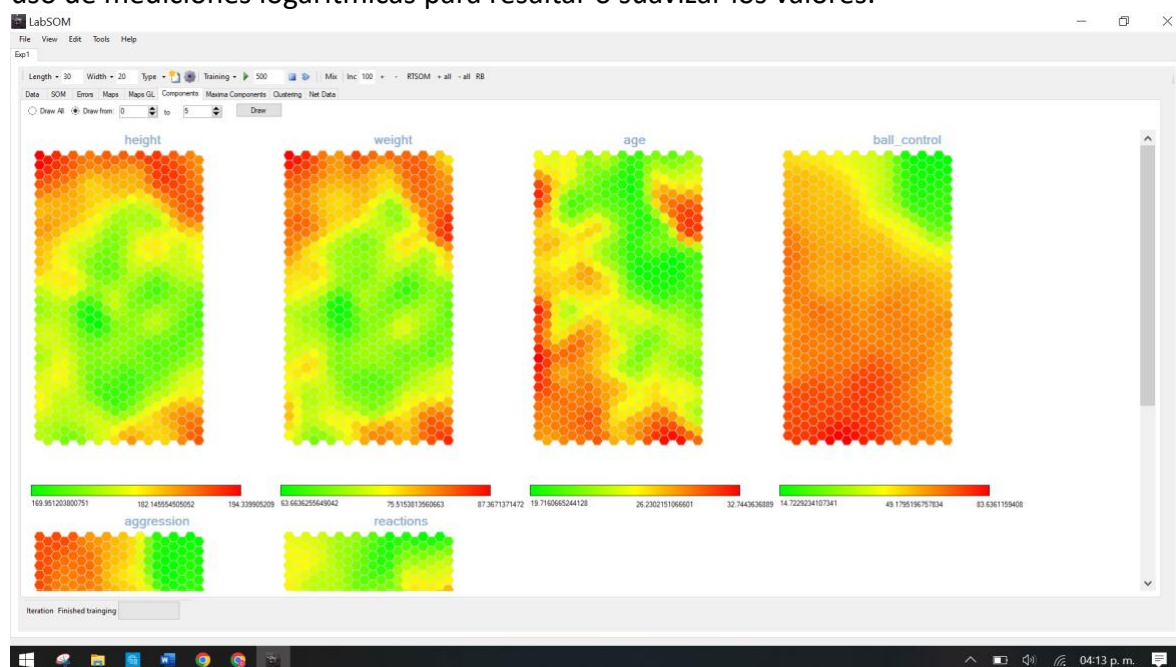 uso de mediciones logarítmicas para resaltar o suavizar los valores.
LabSOM
File View Edit Tools Help
Exp1
Length 30 Width 20 Type Training 500 Mix Inc 100 + - RTSOM + all - all RB
Data SOM Errors Maps Maps GL Components Maxima Components Clustering Net Data
Draw All Draw from: 0 to 5 Draw
height weight age ball_control
169.951203800751 182.145554505052 194.339905209 63.6636255649042 75.5153813560663 87.3671371472 19.7160665244128 26.2302151066601 32.7443636889 14.7229234107341 49.1795196757834 83.6361159408
aggression reactions
Iteration Finished trainging
04:13 p. m.